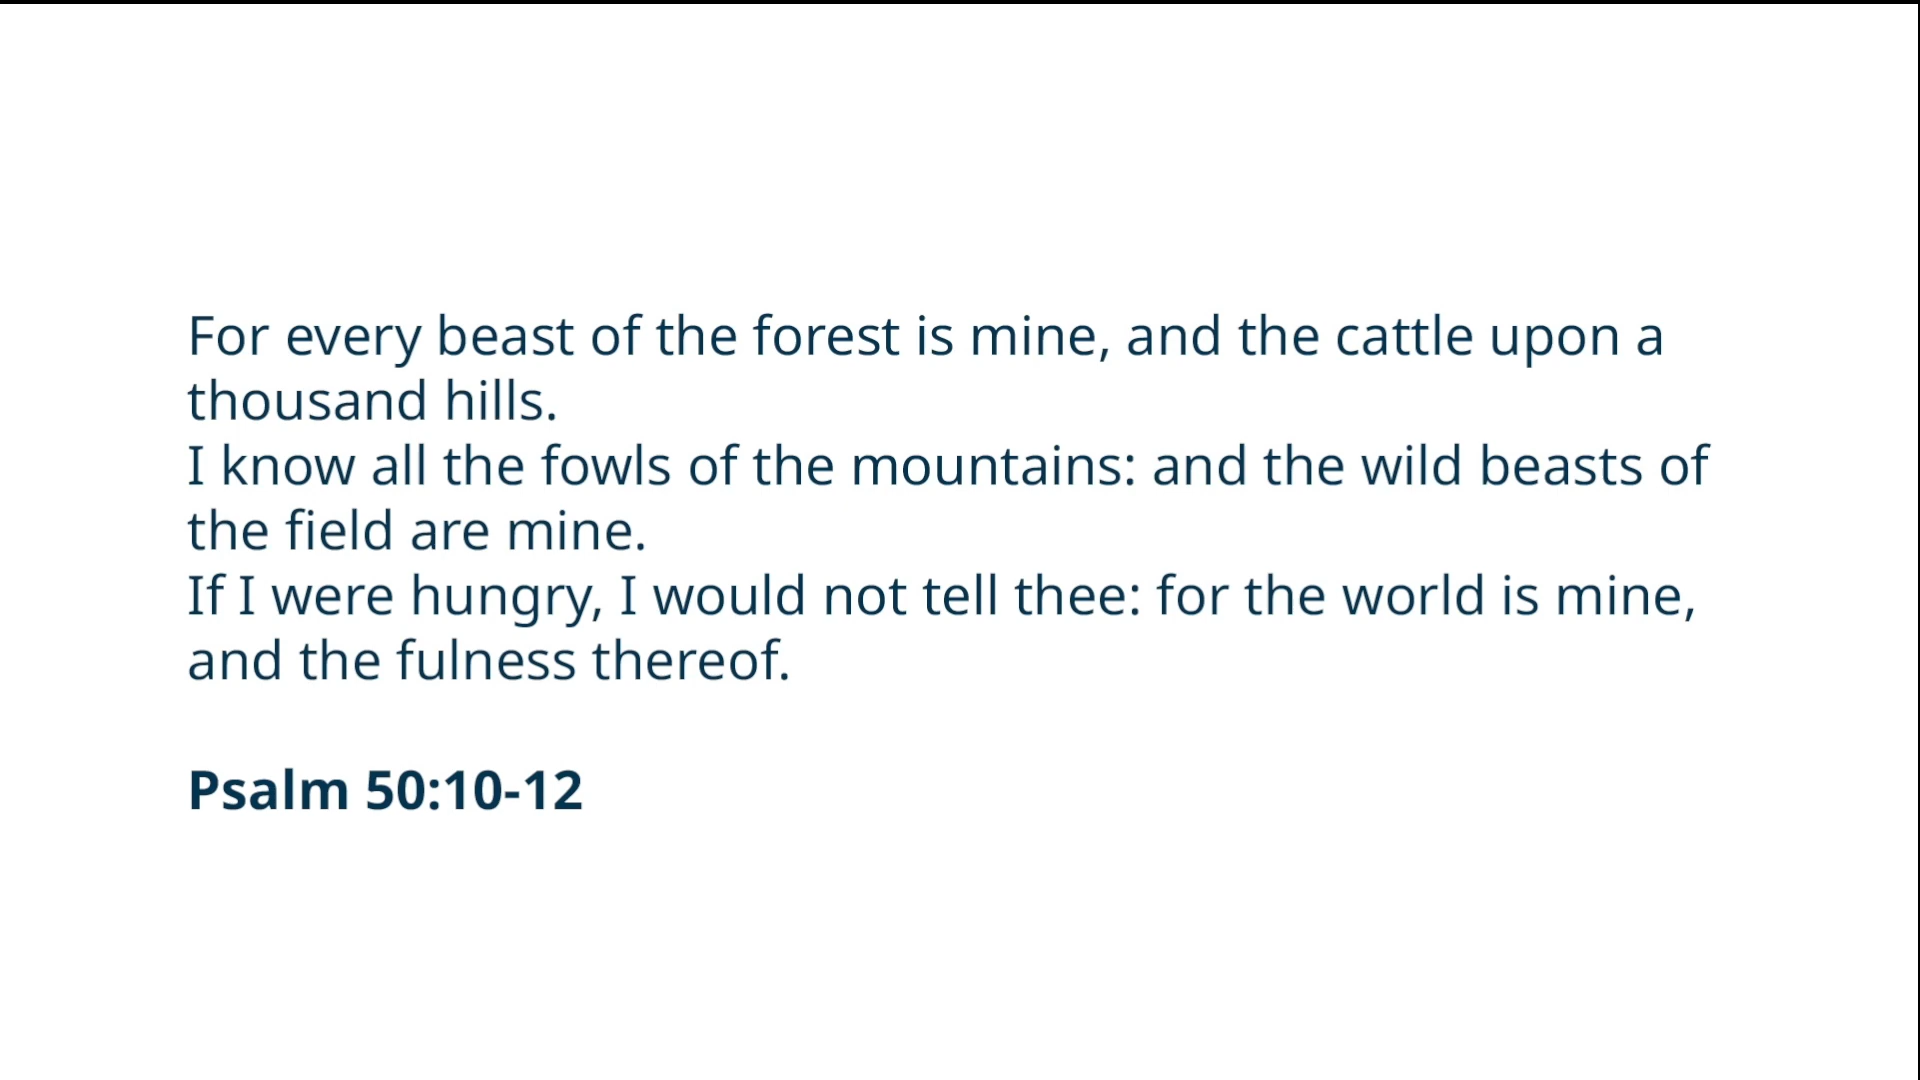 For every beast of the forest is mine, and the cattle upon a
thousand hills.
I know all the fowls of the mountains: and the wild beasts of
the field are mine.
If I were hungry, I would not tell thee: for the world is mine,
and the fulness thereof.
Psalm 50:10-12